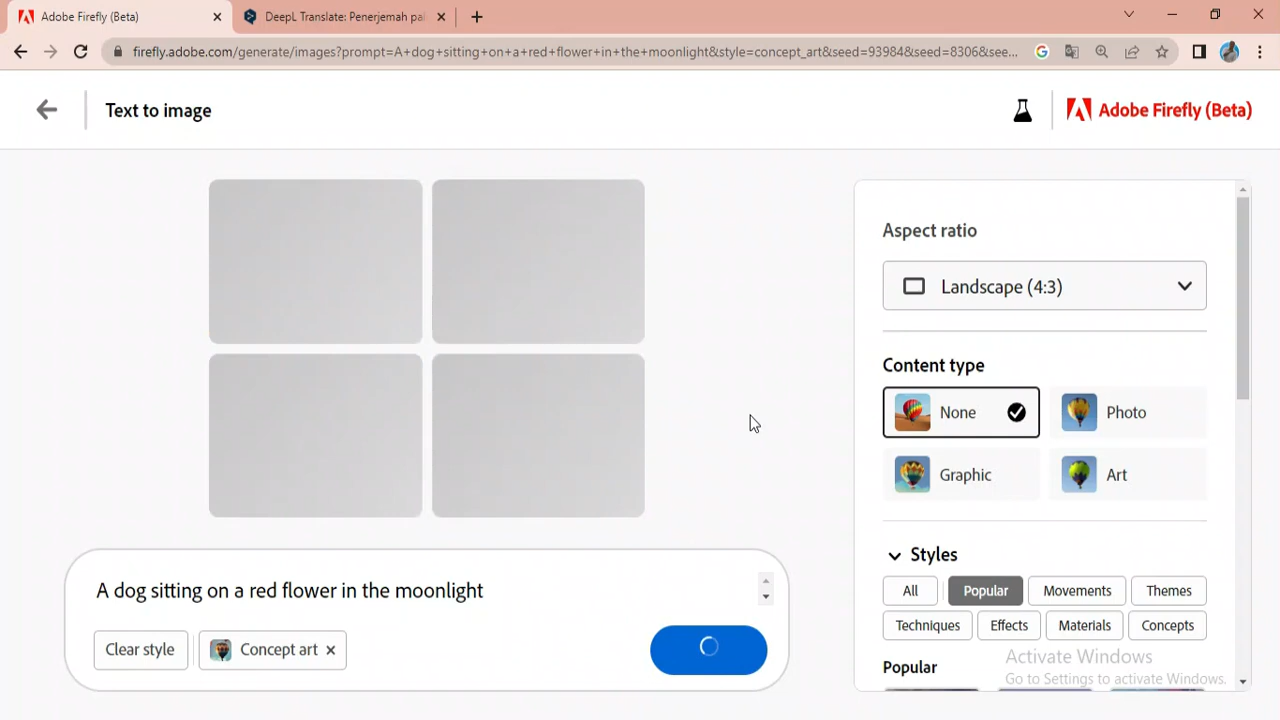 Adobe Firefly (Beta)
DeepL Translate: Penerjemah pal
firefly.adobe.com/generate/images?prompt=A+dog+sitting+on+a+red+flower+in+the+moonlight&style=concept_art&seed=93984&seed=8306&see...
Text to image
Adobe Firefly (Beta)
Aspect ratio
Landscape (4:3)
Content type
None
Photo
Graphic
Art
Styles
All
Popular
Movements
Themes
Techniques
Effects
Materials
Concepts
Popular
A dog sitting on a red flower in the moonlight
Clear style
Concept art
Activate Windows
Go to Settings to activate Windows.